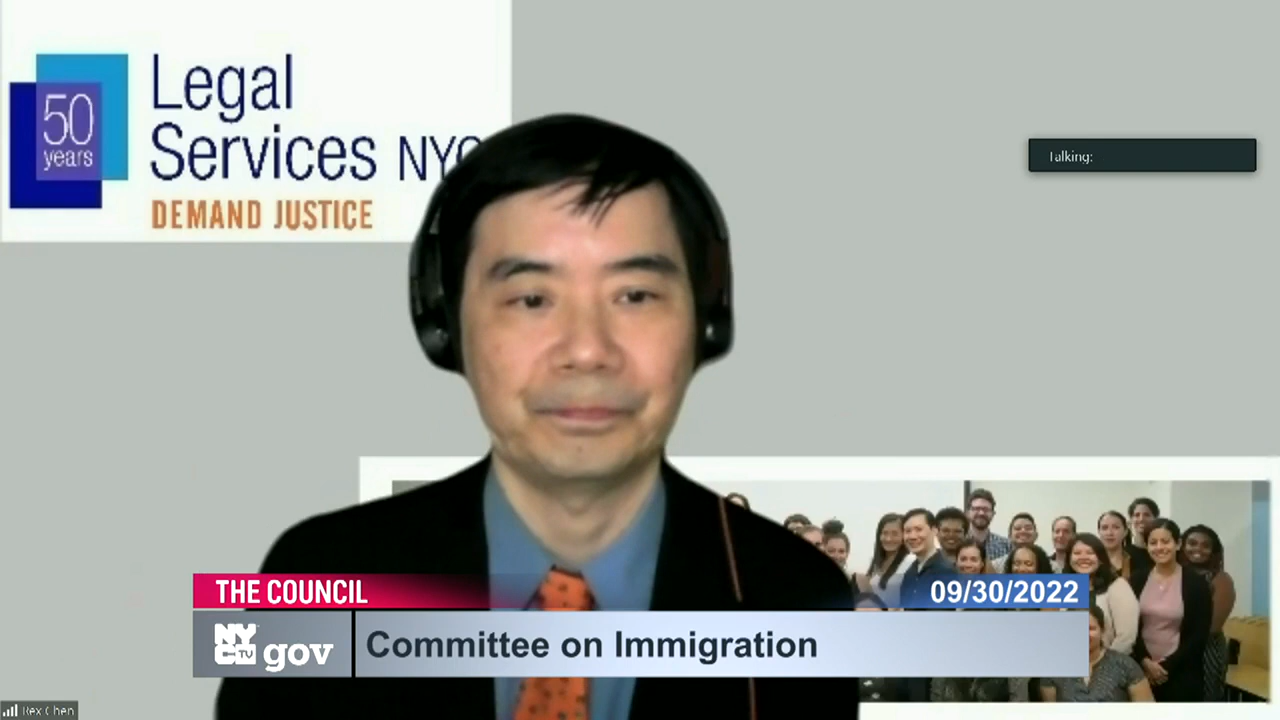 50
years
Legal
Services NYC
DEMAND JUSTICE
Talking:
THE COUNCIL
09/30/2022
NYC TV gov
Committee on Immigration
Rex Chen